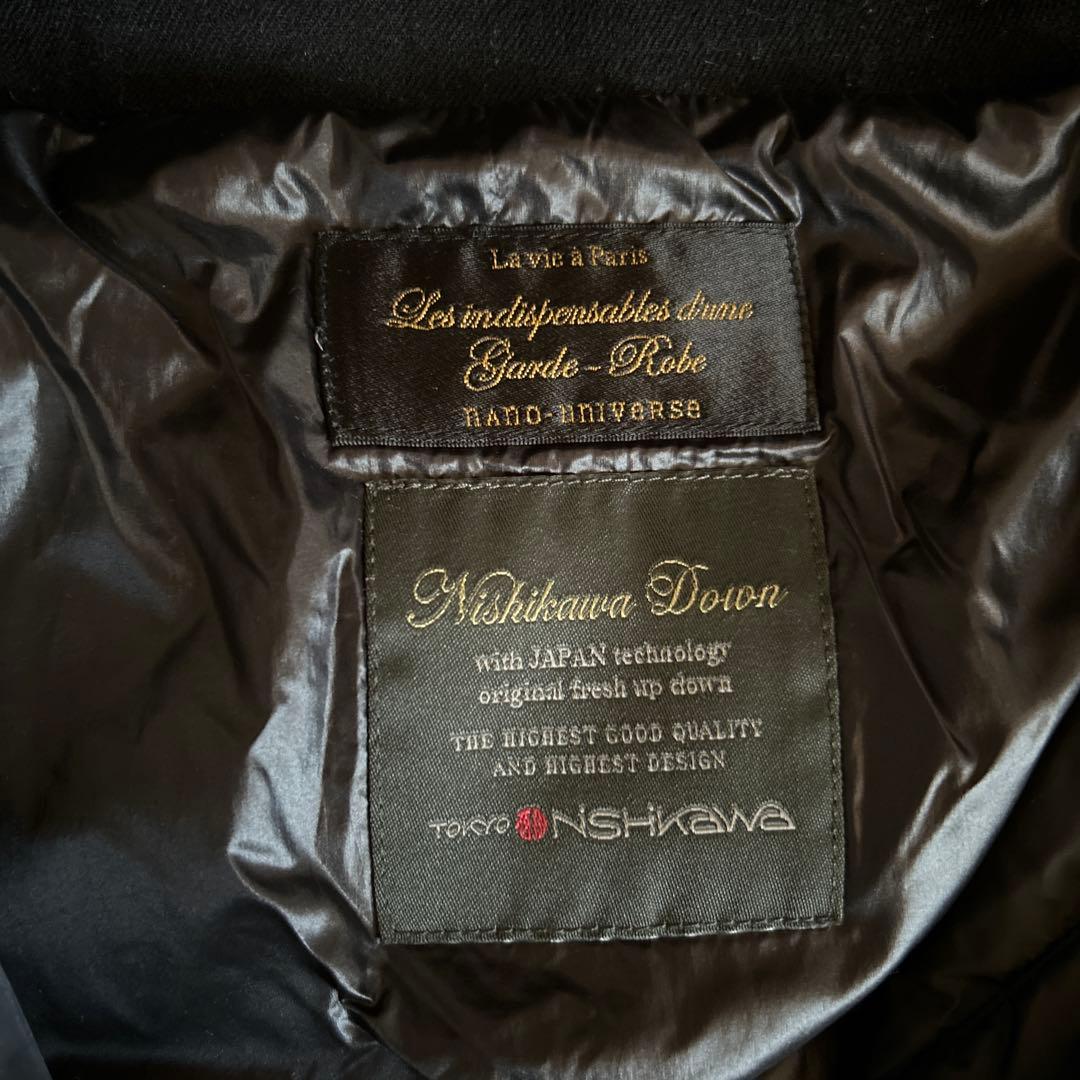 La vie à Paris
Les indispensables d'une
Garde-Robe
nano·universe
Nishikawa Down
with JAPAN technology
original fresh up down
THE HIGHEST GOOD QUALITY
AND HIGHEST DESIGN
TOKYO NiSHiKaWa